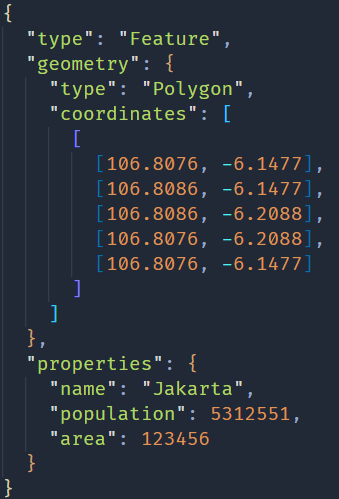 {
  "type": "Feature",
  "geometry": {
    "type": "Polygon",
    "coordinates": [
      [
        [106.8076, -6.1477],
        [106.8086, -6.1477],
        [106.8086, -6.2088],
        [106.8076, -6.2088],
        [106.8076, -6.1477]
      ]
    ]
  },
  "properties": {
    "name": "Jakarta",
    "population": 5312551,
    "area": 123456
  }
}